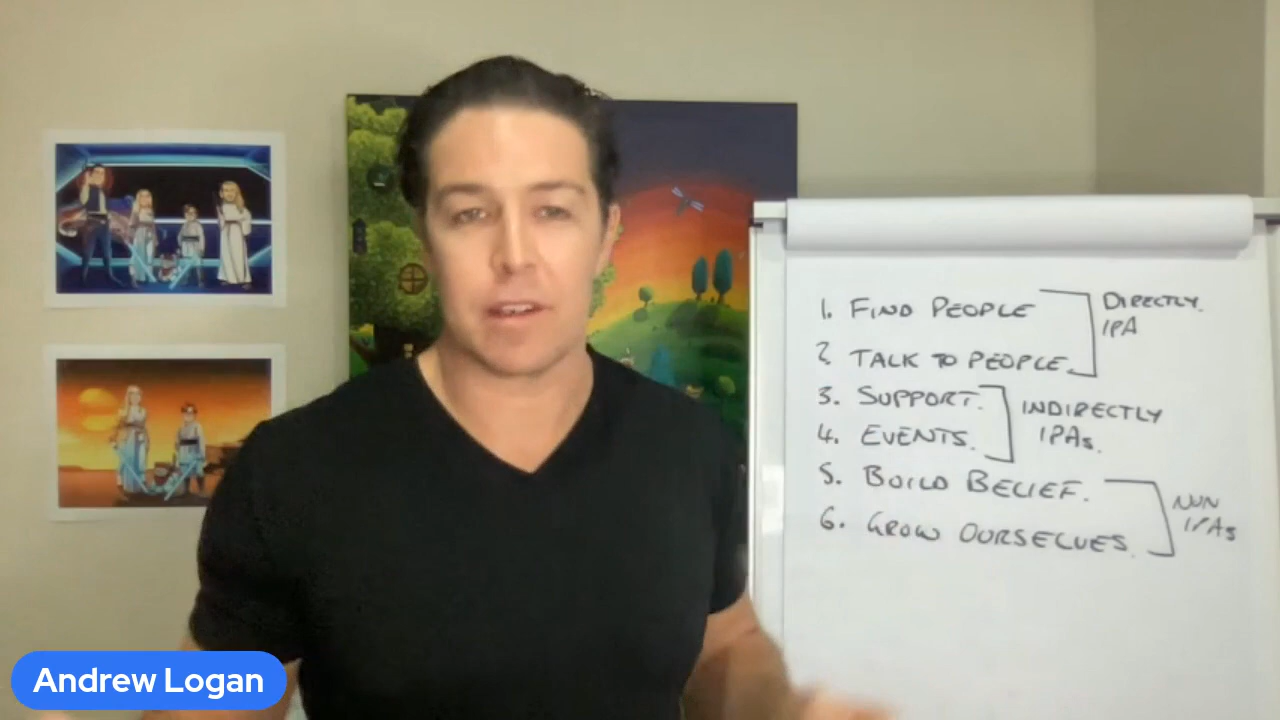 1. FIND PEOPLE
DIRECTLY.
IPA
2 TALK TO PEOPLE.
3. SUPPORT.
INDIRECTLY
IPAs.
4. EVENTS.
5. BUILD BELIEF.
NON
IPAs
6. GROW OURSELVES.
Andrew Logan